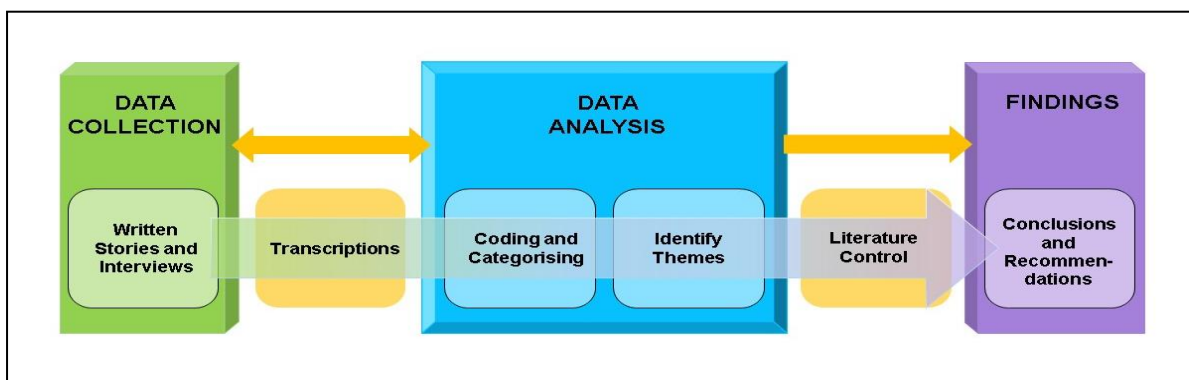 DATA
COLLECTION
DATA
ANALYSIS
FINDINGS
Written
Stories and
Interviews
Transcriptions
Coding and
Categorising
Identify
Themes
Literature
Control
Conclusions
and
Recommen-
dations